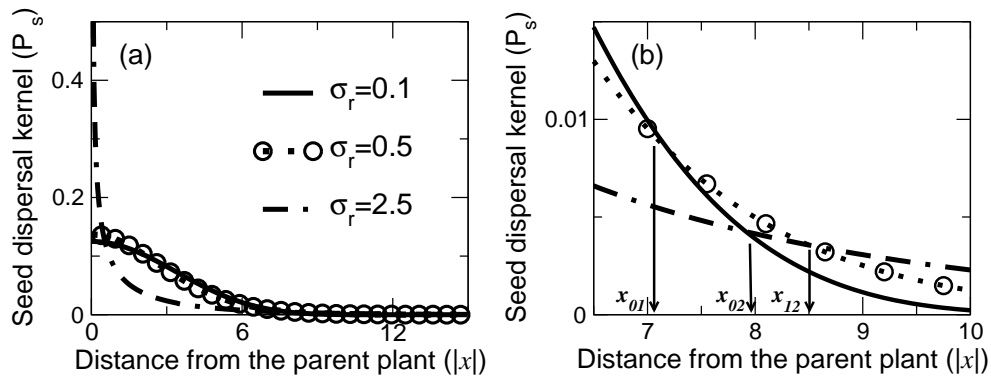 (a)
Seed dispersal kernel (P_s)
0.4
0.2
0
σ_r=0.1
σ_r=0.5
σ_r=2.5
0
6
12
Distance from the parent plant (|x|)
(b)
Seed dispersal kernel (P_s)
0.01
0
x_01
x_02
x_12
7
8
9
10
Distance from the parent plant (|x|)